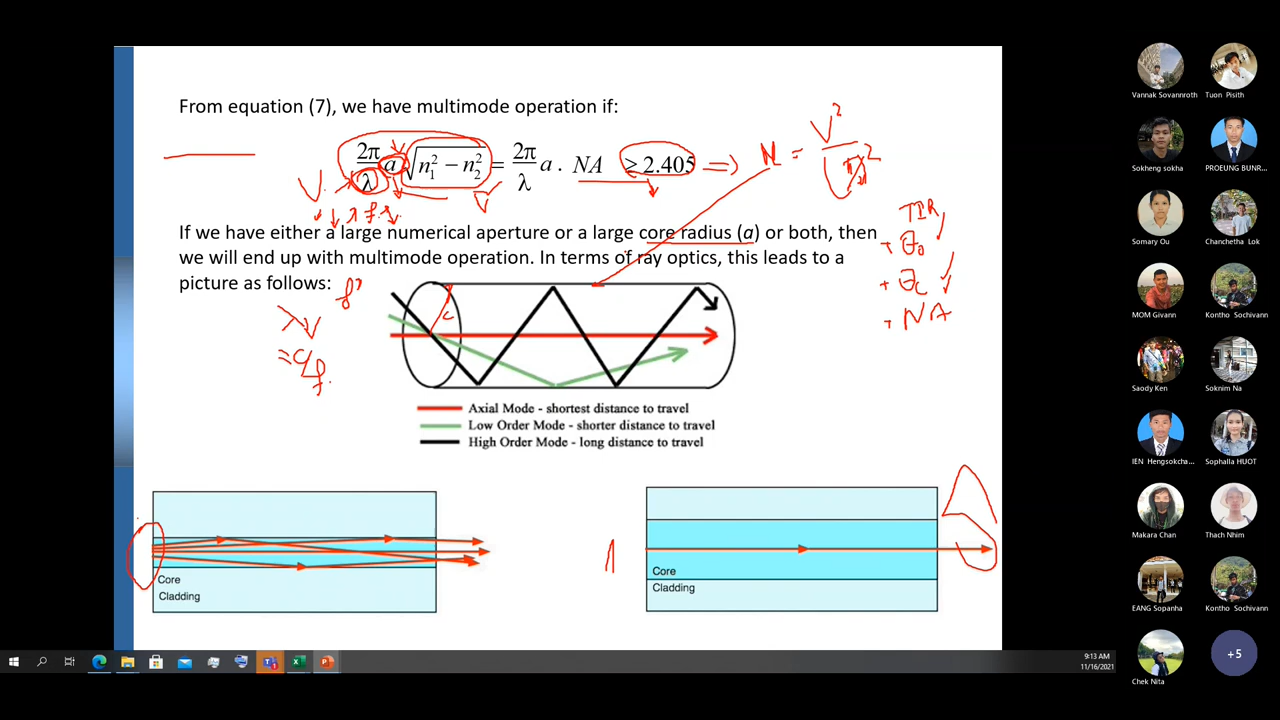 From equation (7), we have multimode operation if:
2π/λ a √(n₁² − n₂²) = 2π/λ a . NA ≥ 2.405 => N = V²/2
V
If we have either a large numerical aperture or a large core radius (a) or both, then
we will end up with multimode operation. In terms of ray optics, this leads to a
picture as follows:
TIR
+ θc
+ NA
= c/f
Axial Mode - shortest distance to travel
Low Order Mode - shorter distance to travel
High Order Mode - long distance to travel
Core
Cladding
Core
Cladding
Vannak Sovannroth
Tuon Pisith
Sokheng sokha
PROEUNG BUNR...
Somary Ou
Chanchetha Lok
MOM Givann
Kontho Sochivann
Saody Ken
Soknim Na
IEN Hengsokcha...
Sophalla HUOT
Makara Chan
Thach Nhim
EANG Sopanha
Kontho Sochivann
Chek Nita
+5
9:13 AM
11/16/2021